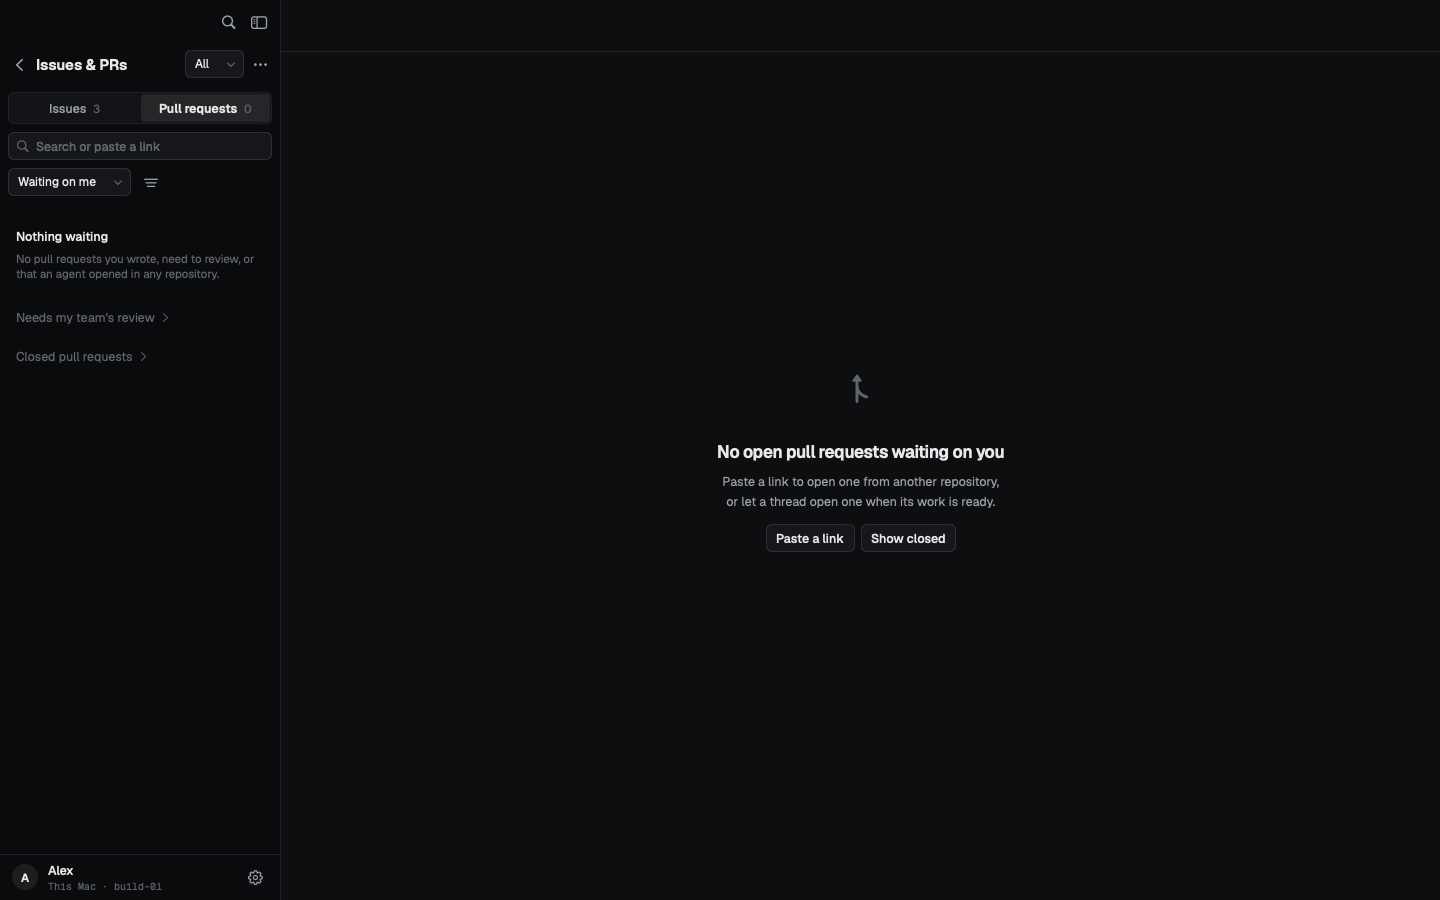 Issues & PRs
All
Issues 3
Pull requests 0
Search or paste a link
Waiting on me
Nothing waiting
No pull requests you wrote, need to review, or
that an agent opened in any repository.
Needs my team's review
Closed pull requests
No open pull requests waiting on you
Paste a link to open one from another repository,
or let a thread open one when its work is ready.
Paste a link
Show closed
A
Alex
This Mac · build-01